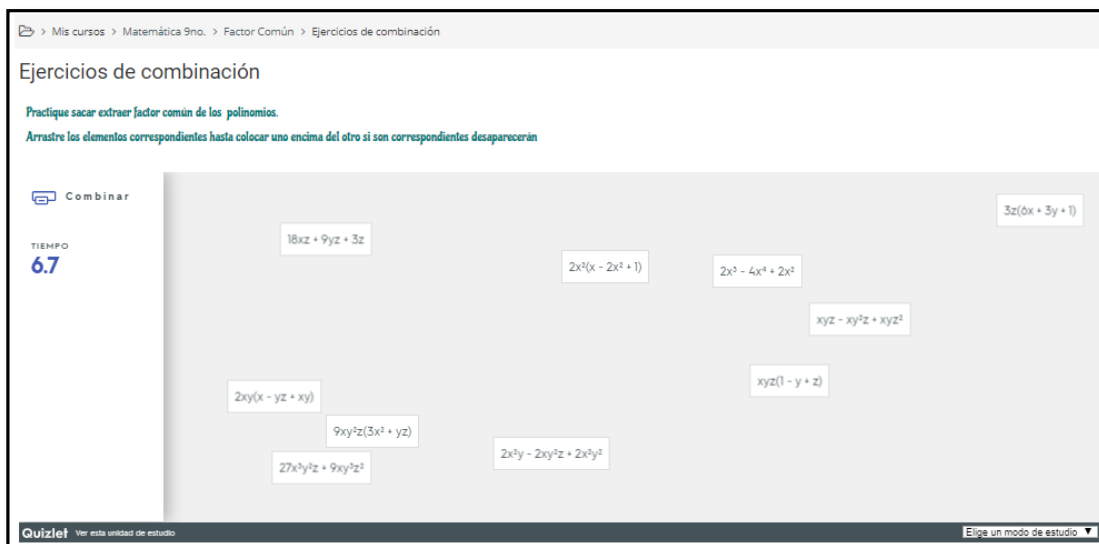 > Mis cursos > Matemática 9no. > Factor Común > Ejercicios de combinación
Ejercicios de combinación
Practique sacar extraer factor común de los polinomios.
Arrastre los elementos correspondientes hasta colocar uno encima del otro si son correspondientes desaparecerán
Combinar
TIEMPO
6.7
3z(6x + 3y + 1)
18xz + 9yz + 3z
2x²(x - 2x² + 1)
2x³ - 4x⁴ + 2x²
xyz - xy²z + xyz²
xyz(1 - y + z)
2xy(x - yz + xy)
9xy²z(3x² + yz)
2x²y - 2xy²z + 2x²y²
27x³y²z + 9xy³z²
Quizlet Ver esta unidad de estudio
Elige un modo de estudio ▼